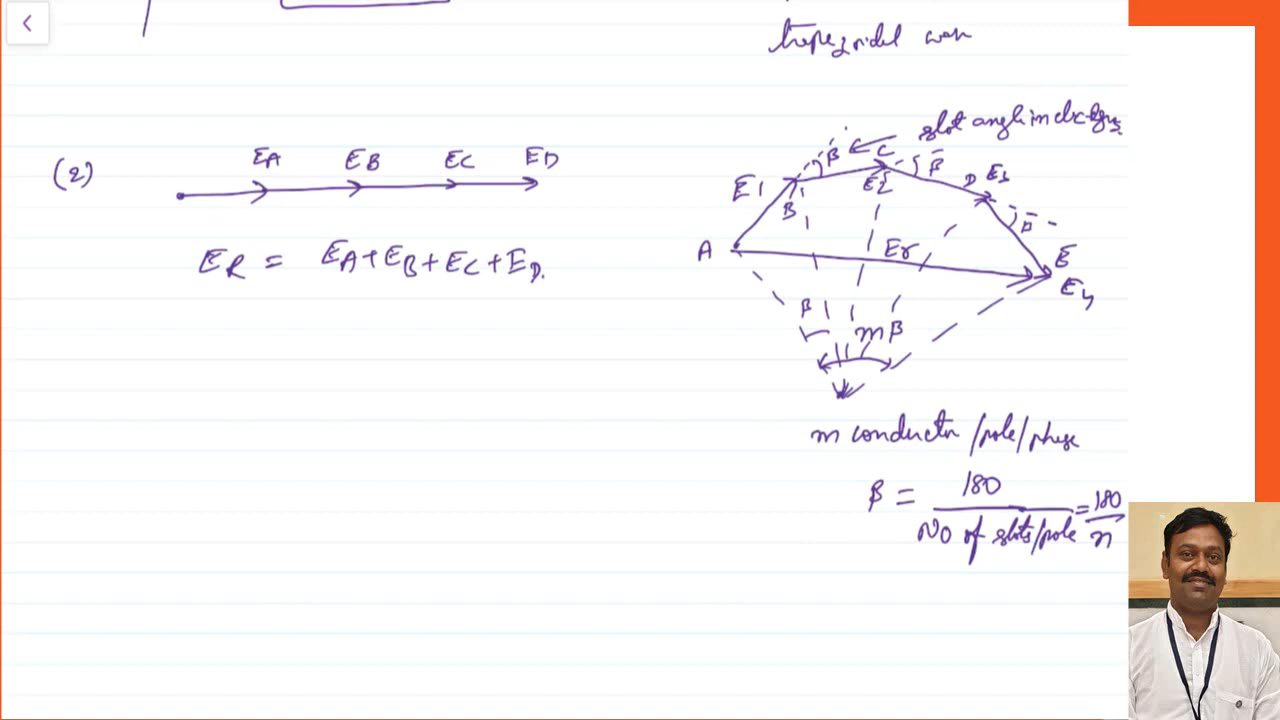 trapezoidal wave
(2)
EA EB EC ED
ER = EA+EB+EC+ED.
slot angle in elc degrees
β C β
E1 E2 D E3
B β
A Er E
E4
β mβ
m conductor /pole/phase
β = 180 / No of slots/pole = 180 / n